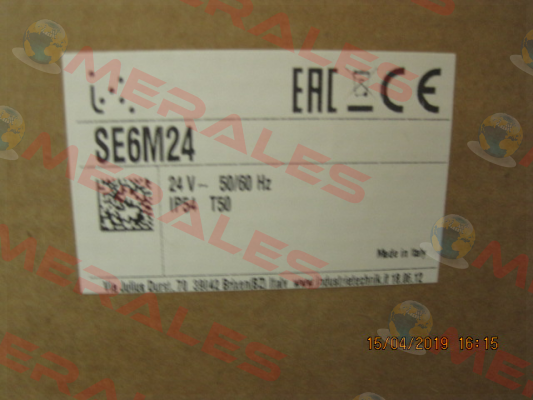 EAC CE
SE6M24
24 V~ 50/60 Hz
IP54 T50
Made in Italy
Via Julius Durst, 70 39042 Brixen(BZ) Italy www.industrietechnik.it 18.06.12
15/04/2019 16:15
MERALES
MERALES
MERALES
MERALES